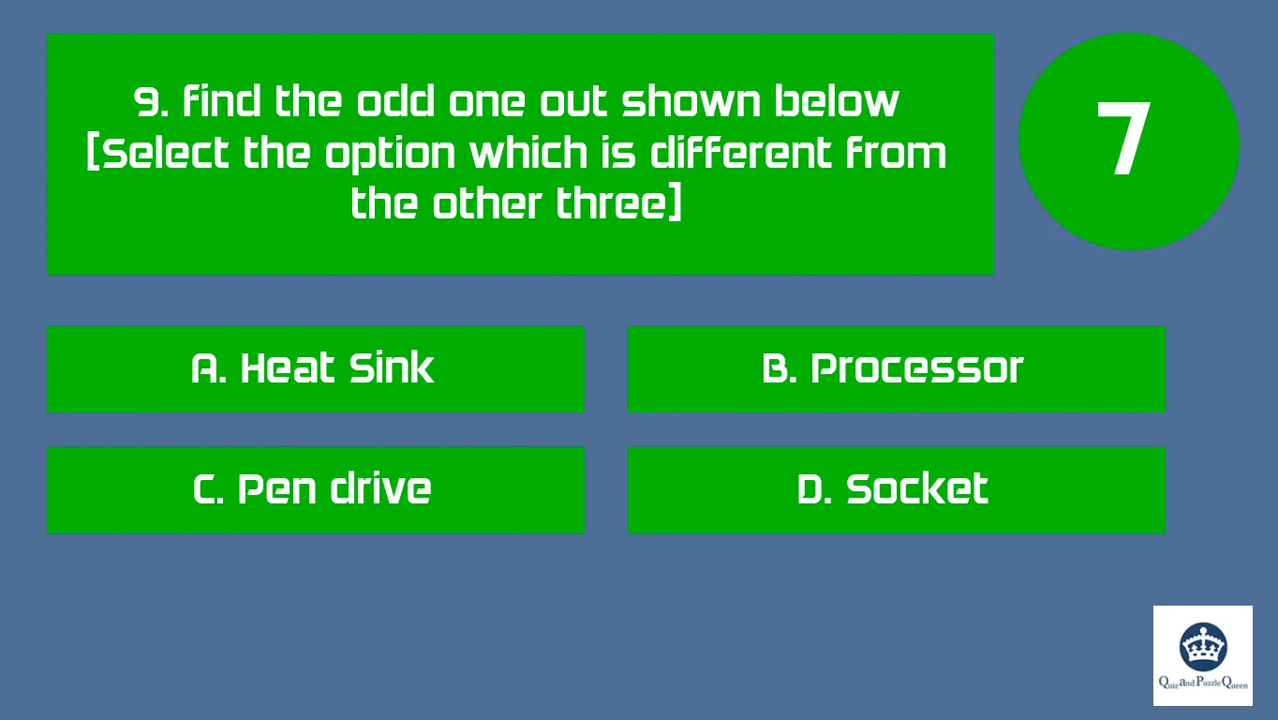 9. Find the odd one out shown below
[Select the option which is different from
the other three]
7
A. Heat Sink
B. Processor
C. Pen drive
D. Socket
Quiz and Puzzle Queen